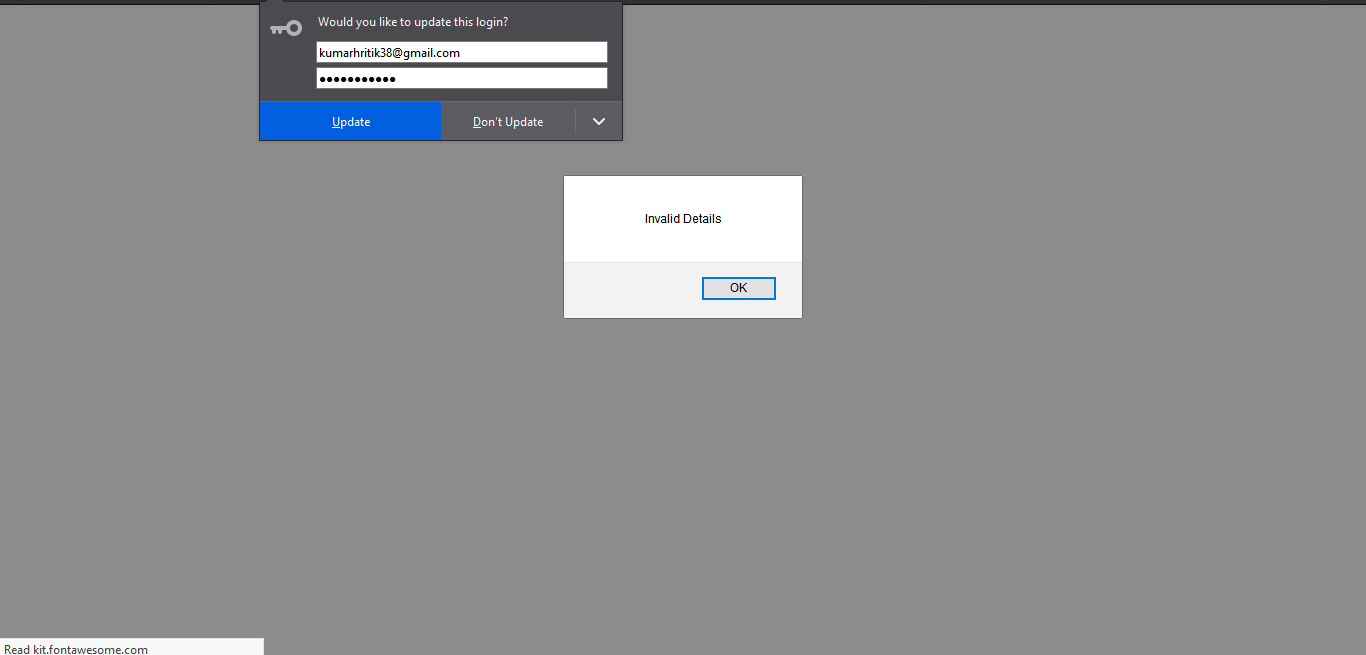 Would you like to update this login?
kumarhritik38@gmail.com
●●●●●●●●●●●
Update
Don't Update
Invalid Details
OK
Read kit.fontawesome.com